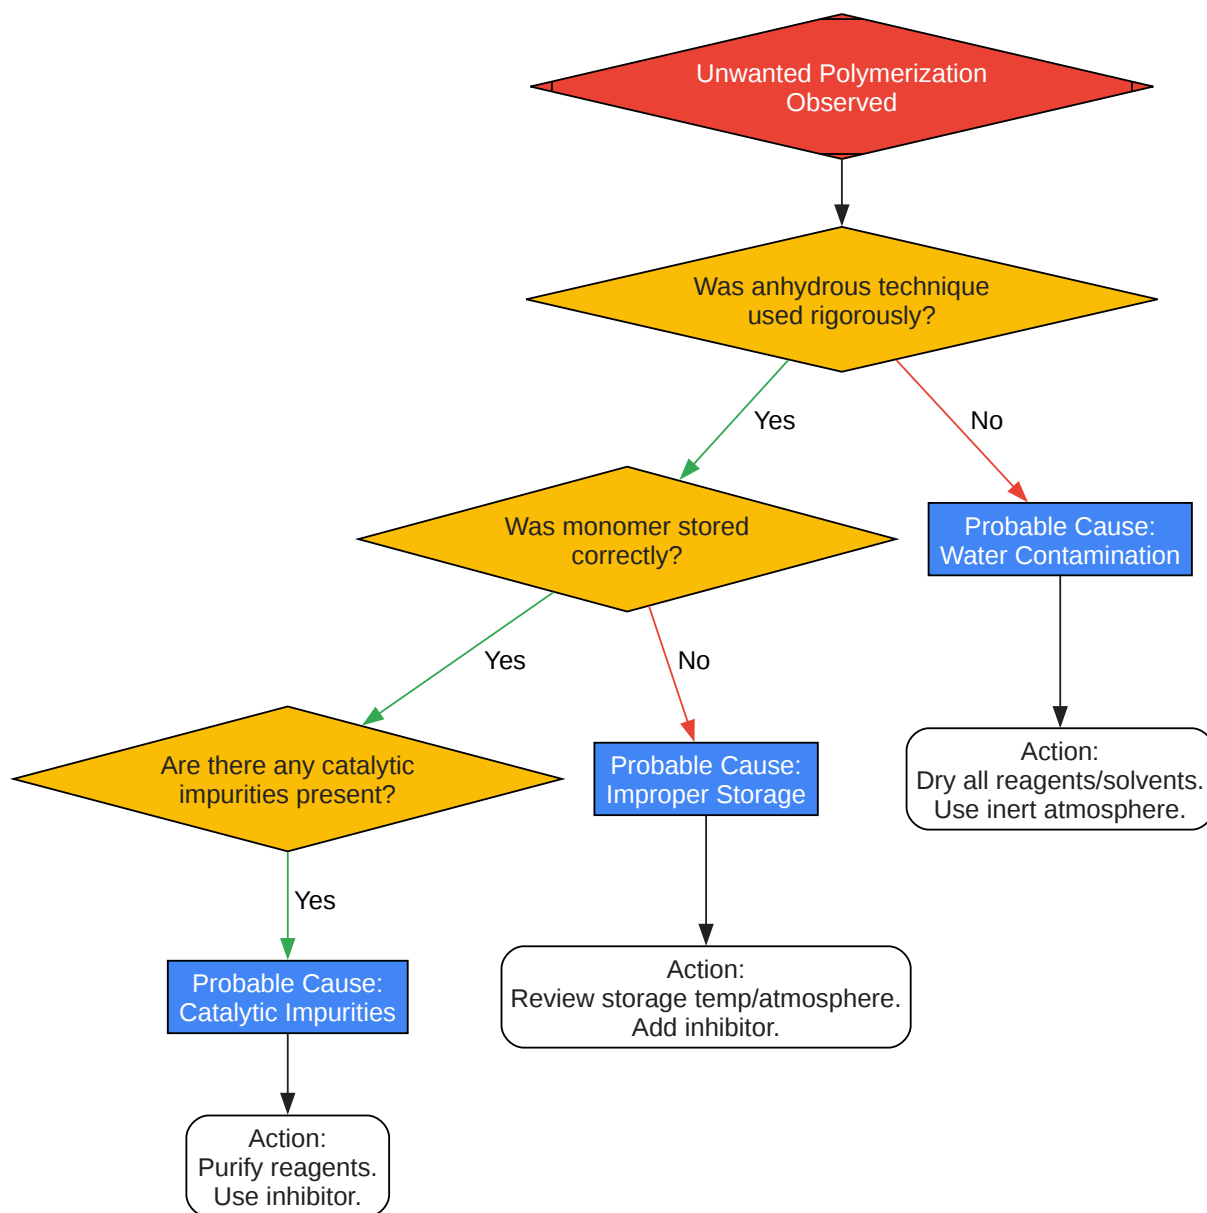 Unwanted Polymerization
Observed
Was anhydrous technique
used rigorously?
Yes
No
Was monomer stored
correctly?
Probable Cause:
Water Contamination
Yes
No
Are there any catalytic
impurities present?
Probable Cause:
Improper Storage
Action:
Dry all reagents/solvents.
Use inert atmosphere.
Yes
Probable Cause:
Catalytic Impurities
Action:
Review storage temp/atmosphere.
Add inhibitor.
Action:
Purify reagents.
Use inhibitor.